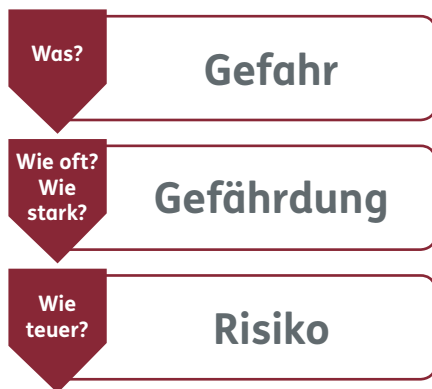 Was?
Gefahr
Wie oft?
Wie
stark?
Gefährdung
Wie
teuer?
Risiko